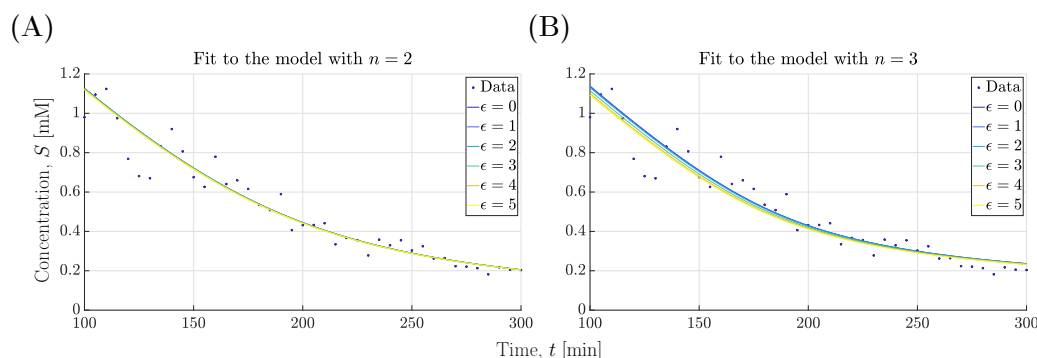 (A)
Fit to the model with n = 2
Concentration, S [mM]
1.2
1
0.8
0.6
0.4
0.2
0
100
150
200
250
300
Data
ϵ = 0
ϵ = 1
ϵ = 2
ϵ = 3
ϵ = 4
ϵ = 5
(B)
Fit to the model with n = 3
1.2
1
0.8
0.6
0.4
0.2
0
100
150
200
250
300
Data
ϵ = 0
ϵ = 1
ϵ = 2
ϵ = 3
ϵ = 4
ϵ = 5
Time, t [min]